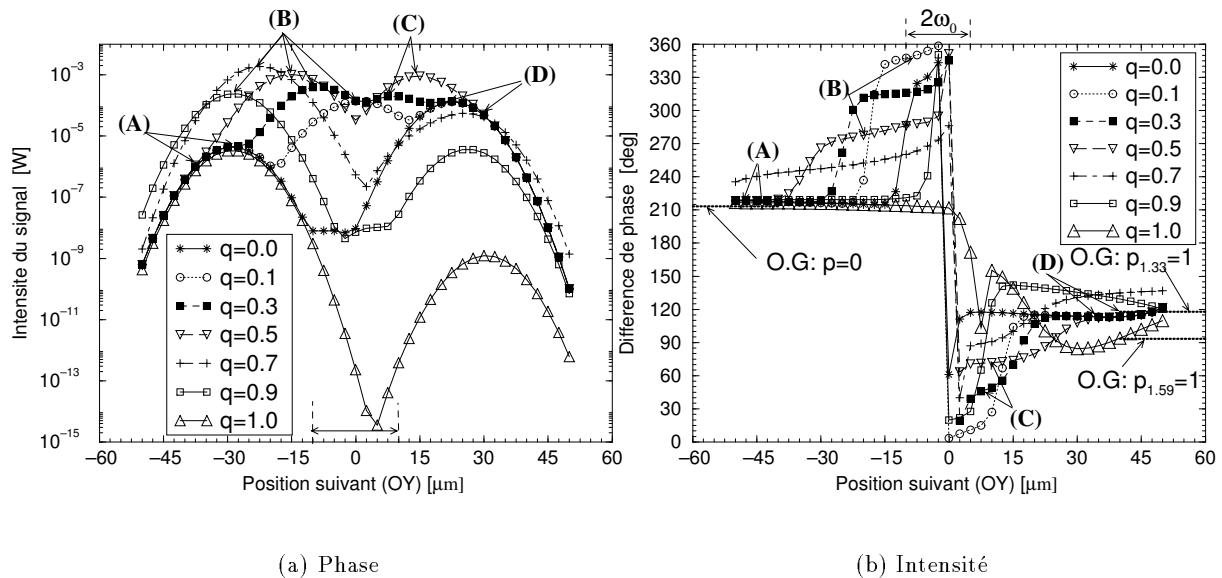 (B)
(C)
(D)
(A)
10⁻³
10⁻⁵
10⁻⁷
10⁻⁹
10⁻¹¹
10⁻¹³
10⁻¹⁵
Intensite du signal [W]
q=0.0
q=0.1
q=0.3
q=0.5
q=0.7
q=0.9
q=1.0
−60 −45 −30 −15 0 15 30 45 60
Position suivant (OY) [µm]
(a) Phase
2ω₀
360
330
300
270
240
210
180
150
120
90
60
30
0
Difference de phase [deg]
(B)
(A)
O.G: p=0
q=0.0
q=0.1
q=0.3
q=0.5
q=0.7
q=0.9
q=1.0
O.G: p₁.₃₃=1
(D)
O.G: p₁.₅₉=1
(C)
−60 −45 −30 −15 0 15 30 45 60
Position suivant (OY) [µm]
(b) Intensité